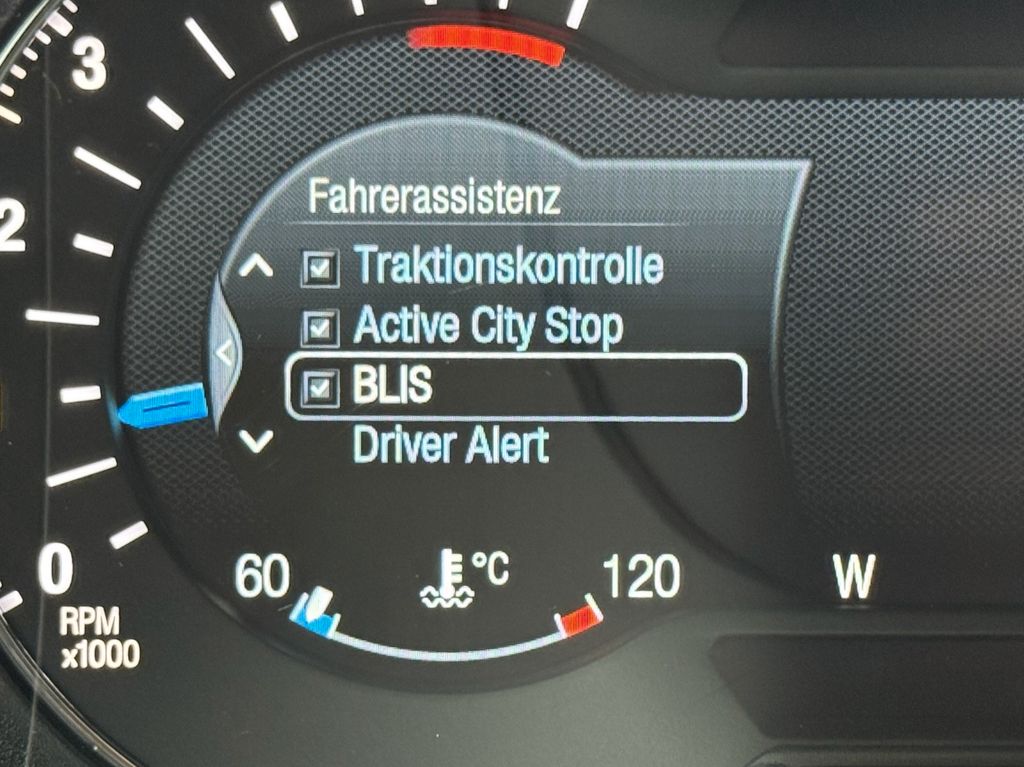 3
2
Fahrerassistenz
Traktionskontrolle
Active City Stop
BLIS
Driver Alert
0
60 °C 120 W
RPM
x1000